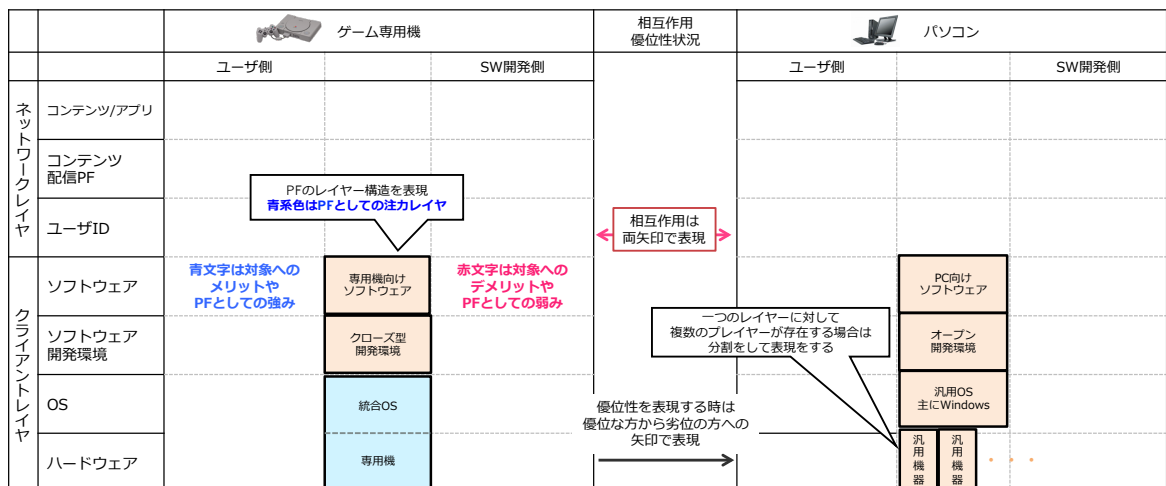 ゲーム専用機
相互作用
優位性状況
パソコン
ユーザ側
SW開発側
ユーザ側
SW開発側
ネットワークレイヤ
コンテンツ/アプリ
コンテンツ
配信PF
ユーザID
PFのレイヤー構造を表現
青系色はPFとしての注力レイヤ
相互作用は
両矢印で表現
クライアントレイヤ
ソフトウェア
青文字は対象への
メリットや
PFとしての強み
専用機向け
ソフトウェア
赤文字は対象への
デメリットや
PFとしての弱み
PC向け
ソフトウェア
ソフトウェア
開発環境
クローズ型
開発環境
一つのレイヤーに対して
複数のプレイヤーが存在する場合は
分割をして表現をする
オープン
開発環境
OS
統合OS
優位性を表現する時は
優位な方から劣位の方への
矢印で表現
汎用OS
主にWindows
ハードウェア
専用機
汎用機器
汎用機器
・・・